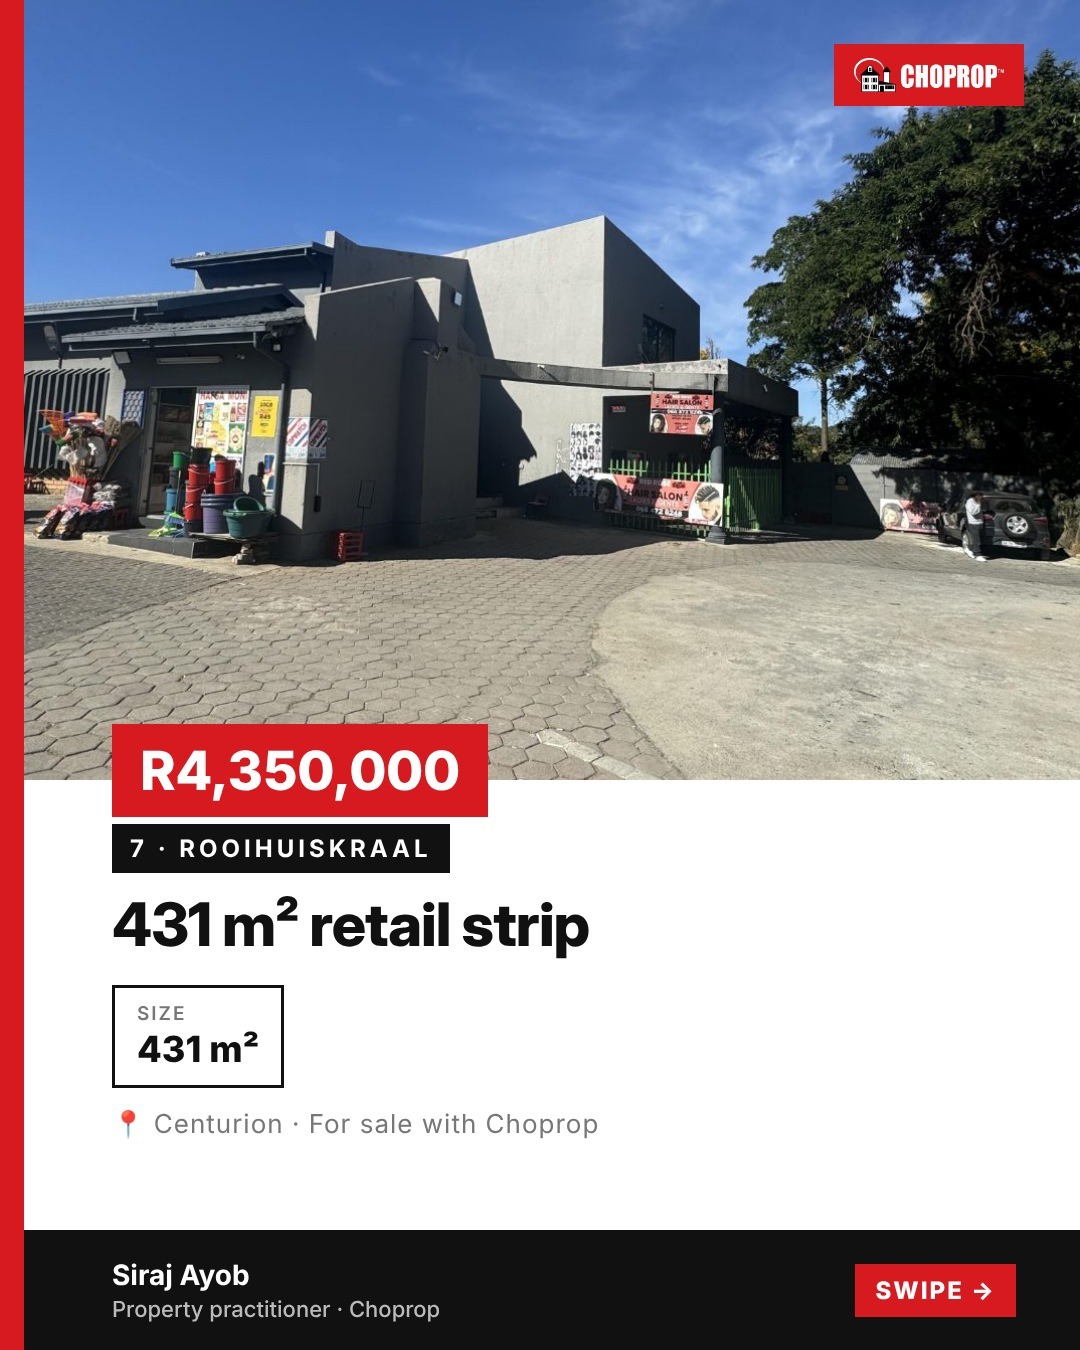 CHOPROP™
HAIR SALON
HAIR SALON
R4,350,000
7 · ROOIHUISKRAAL
431 m² retail strip
SIZE
431 m²
📍 Centurion · For sale with Choprop
Siraj Ayob
Property practitioner · Choprop
SWIPE →